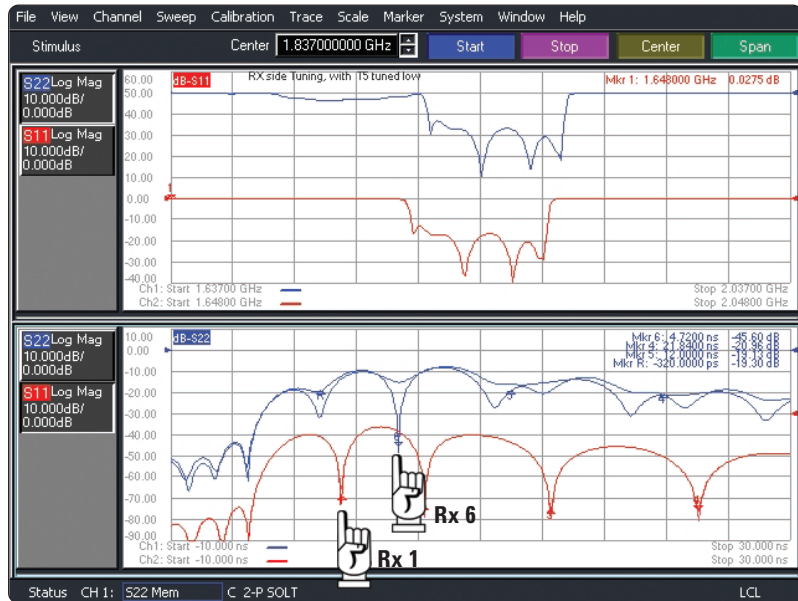 File View Channel Sweep Calibration Trace Scale Marker System Window Help
Stimulus Center 1.837000000 GHz Start Stop Center Span
S22 Log Mag
10.000dB/
0.000dB
S11 Log Mag
10.000dB/
0.000dB
dB-S11 RX side Tuning, with T5 tuned low Mkr 1: 1.648000 GHz 0.0275 dB
60.00
50.00
40.00
30.00
20.00
10.00
0.00
-10.00
-20.00
-30.00
-40.00
1
Ch1: Start 1.63700 GHz Stop 2.03700 GHz
Ch2: Start 1.64800 GHz Stop 2.04800 GHz
S22 Log Mag
10.000dB/
0.000dB
S11 Log Mag
10.000dB/
0.000dB
dB-S22
Mkr 6: 4.7200 ns -45.60 dB
Mkr 4: 21.8400 ns -20.96 dB
Mkr 5: 12.0000 ns -19.13 dB
Mkr R: -320.0000 ps -19.30 dB
10.00
0.00
-10.00
-20.00
-30.00
-40.00
-50.00
-60.00
-70.00
-80.00
-90.00
R
5
4
6
3
Rx 6
Rx 1
Ch1: Start -10.000 ns Stop 30.000 ns
Ch2: Start -10.000 ns Stop 30.000 ns
Status CH 1: S22 Mem C 2-P SOLT LCL